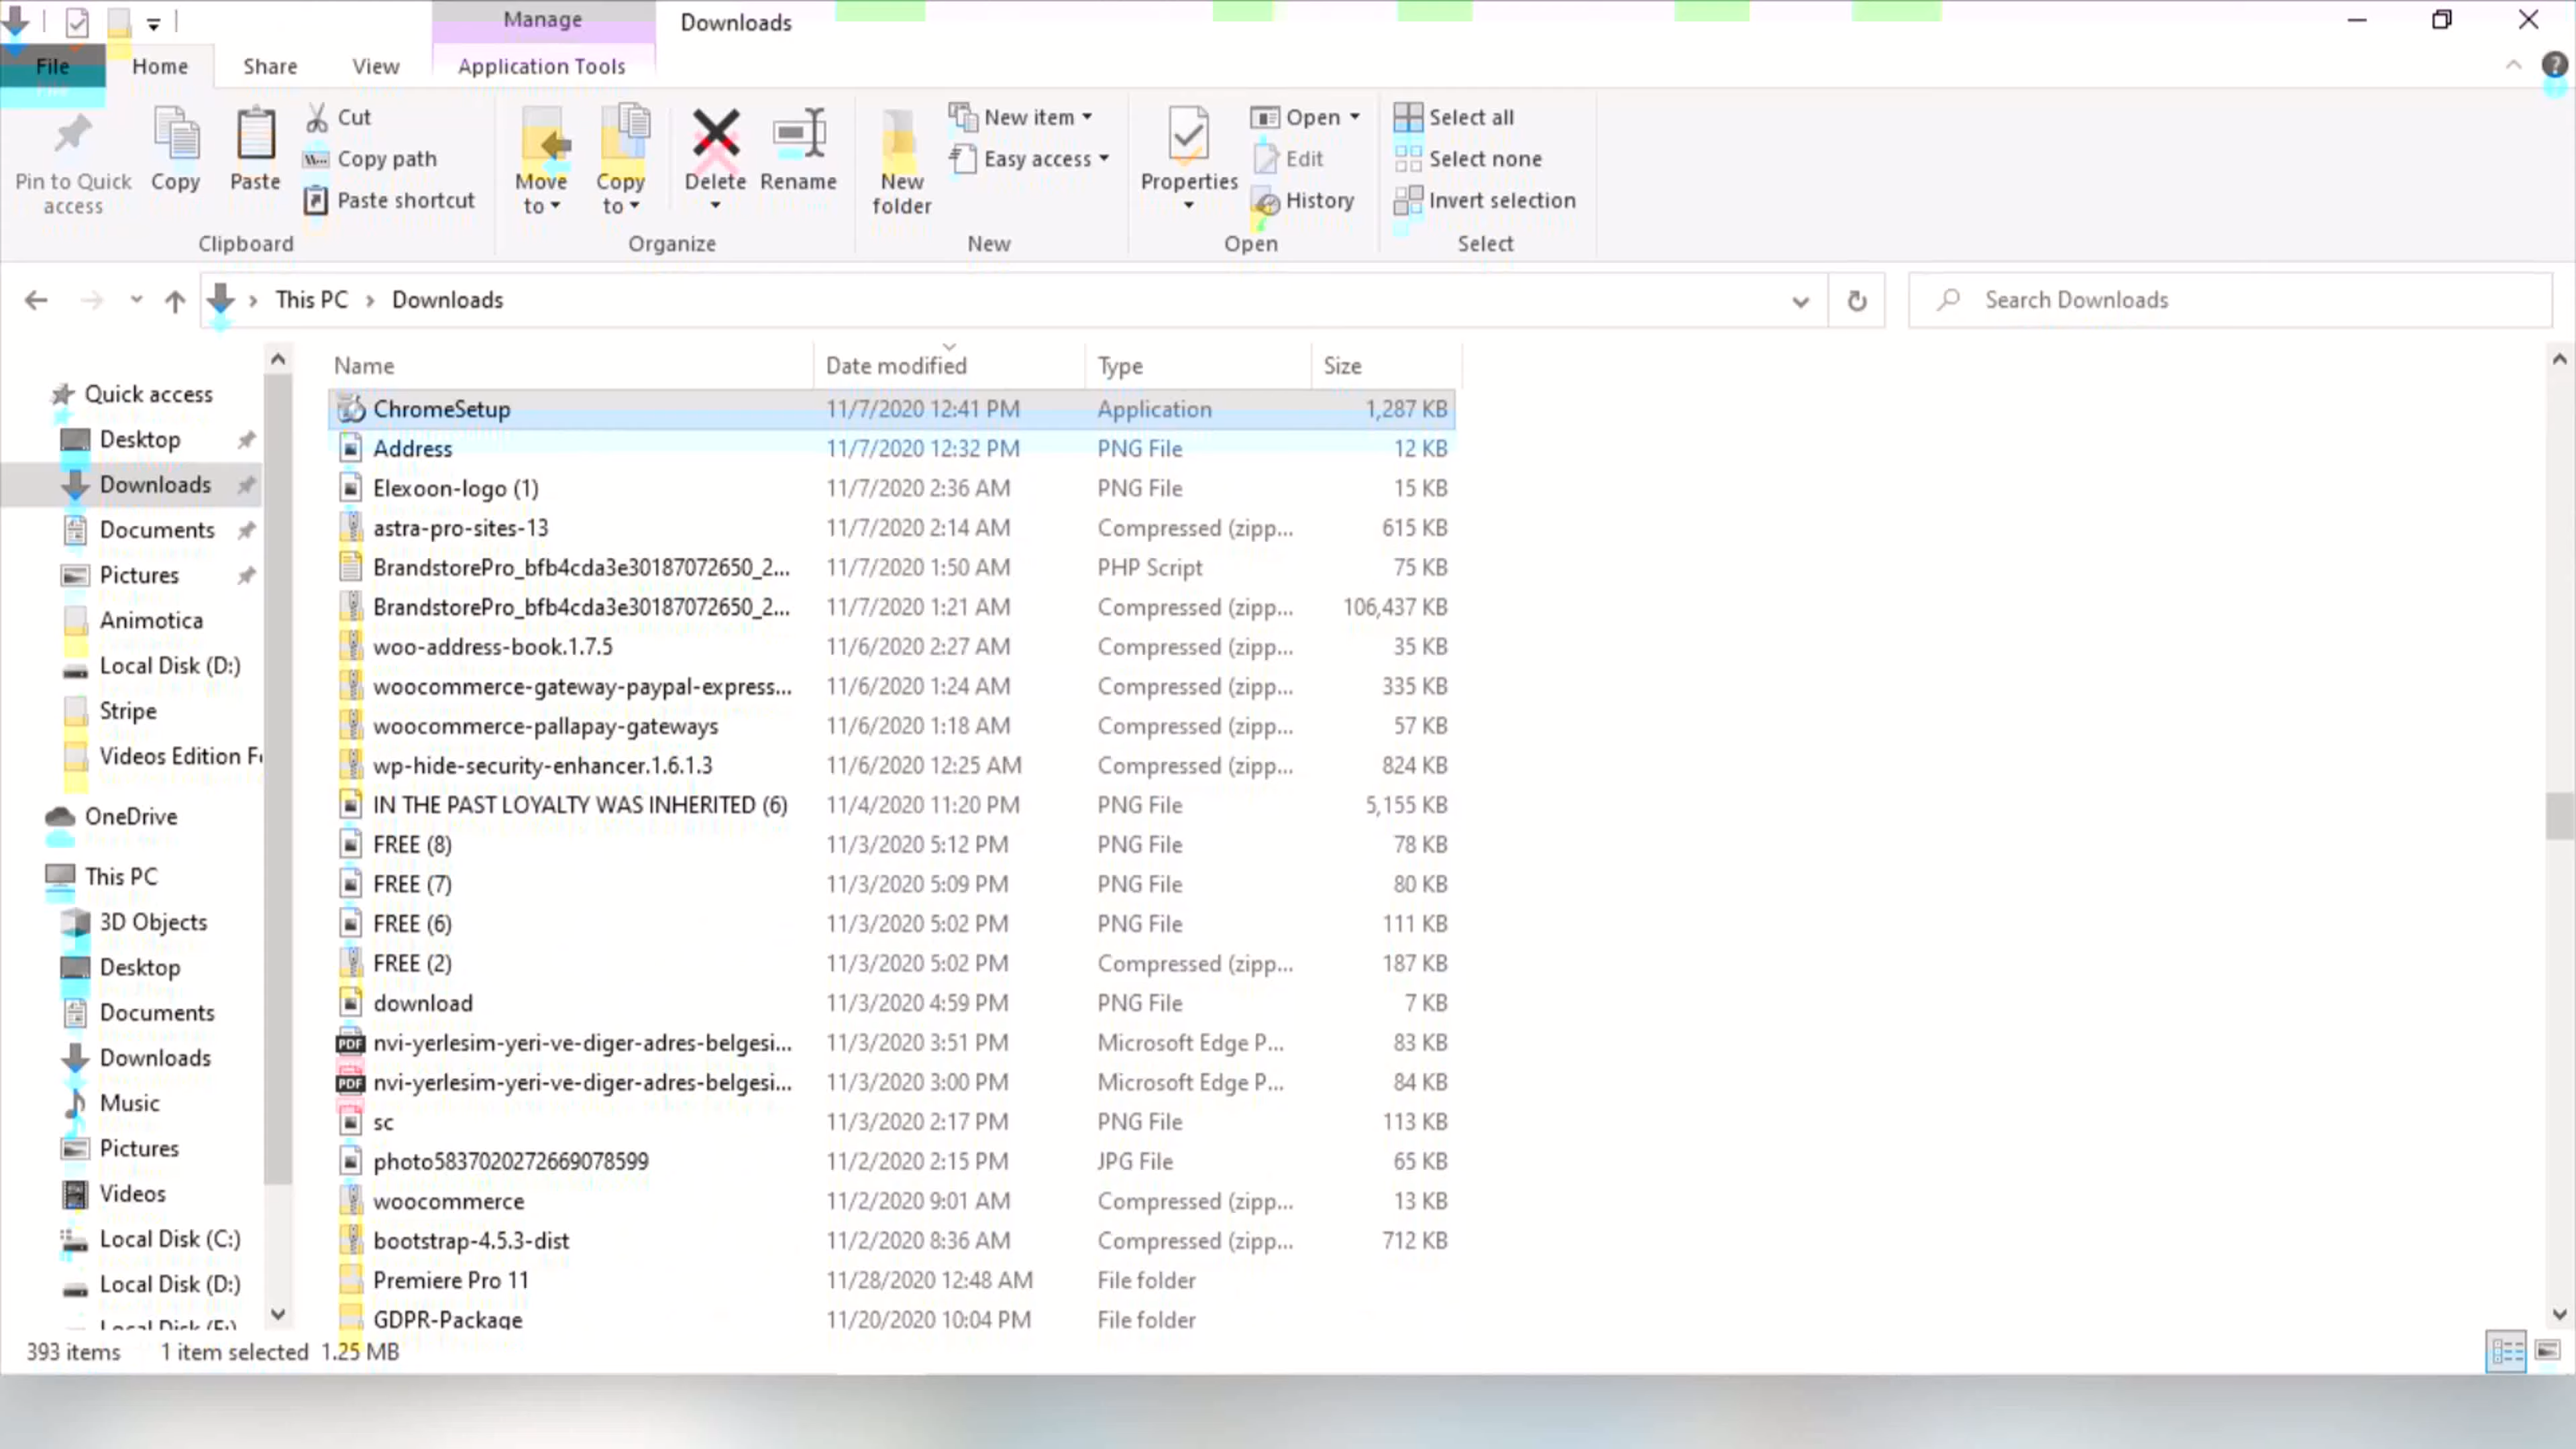 Manage
Downloads
File
Home
Share
View
Application Tools
Pin to Quick access
Copy
Paste
Cut
Copy path
Paste shortcut
Move to
Copy to
Delete
Rename
New folder
New item
Easy access
Properties
Open
Edit
History
Select all
Select none
Invert selection
Clipboard
Organize
New
Open
Select
This PC
Downloads
Search Downloads
Quick access
Desktop
Downloads
Documents
Pictures
Animotica
Local Disk (D:)
Stripe
Videos Edition F
OneDrive
This PC
3D Objects
Desktop
Documents
Downloads
Music
Pictures
Videos
Local Disk (C:)
Local Disk (D:)
Name Date modified Type Size
ChromeSetup 11/7/2020 12:41 PM Application 1,287 KB
Address 11/7/2020 12:32 PM PNG File 12 KB
Elexoon-logo (1) 11/7/2020 2:36 AM PNG File 15 KB
astra-pro-sites-13 11/7/2020 2:14 AM Compressed (zipp... 615 KB
BrandstorePro_bfb4cda3e30187072650_2... 11/7/2020 1:50 AM PHP Script 75 KB
BrandstorePro_bfb4cda3e30187072650_2... 11/7/2020 1:21 AM Compressed (zipp... 106,437 KB
woo-address-book.1.7.5 11/6/2020 2:27 AM Compressed (zipp... 35 KB
woocommerce-gateway-paypal-express... 11/6/2020 1:24 AM Compressed (zipp... 335 KB
woocommerce-pallapay-gateways 11/6/2020 1:18 AM Compressed (zipp... 57 KB
wp-hide-security-enhancer.1.6.1.3 11/6/2020 12:25 AM Compressed (zipp... 824 KB
IN THE PAST LOYALTY WAS INHERITED (6) 11/4/2020 11:20 PM PNG File 5,155 KB
FREE (8) 11/3/2020 5:12 PM PNG File 78 KB
FREE (7) 11/3/2020 5:09 PM PNG File 80 KB
FREE (6) 11/3/2020 5:02 PM PNG File 111 KB
FREE (2) 11/3/2020 5:02 PM Compressed (zipp... 187 KB
download 11/3/2020 4:59 PM PNG File 7 KB
nvi-yerlesim-yeri-ve-diger-adres-belgesi... 11/3/2020 3:51 PM Microsoft Edge P... 83 KB
nvi-yerlesim-yeri-ve-diger-adres-belgesi... 11/3/2020 3:00 PM Microsoft Edge P... 84 KB
sc 11/3/2020 2:17 PM PNG File 113 KB
photo5837020272669078599 11/2/2020 2:15 PM JPG File 65 KB
woocommerce 11/2/2020 9:01 AM Compressed (zipp... 13 KB
bootstrap-4.5.3-dist 11/2/2020 8:36 AM Compressed (zipp... 712 KB
Premiere Pro 11 11/28/2020 12:48 AM File folder
GDPR-Package 11/20/2020 10:04 PM File folder
393 items 1 item selected 1.25 MB